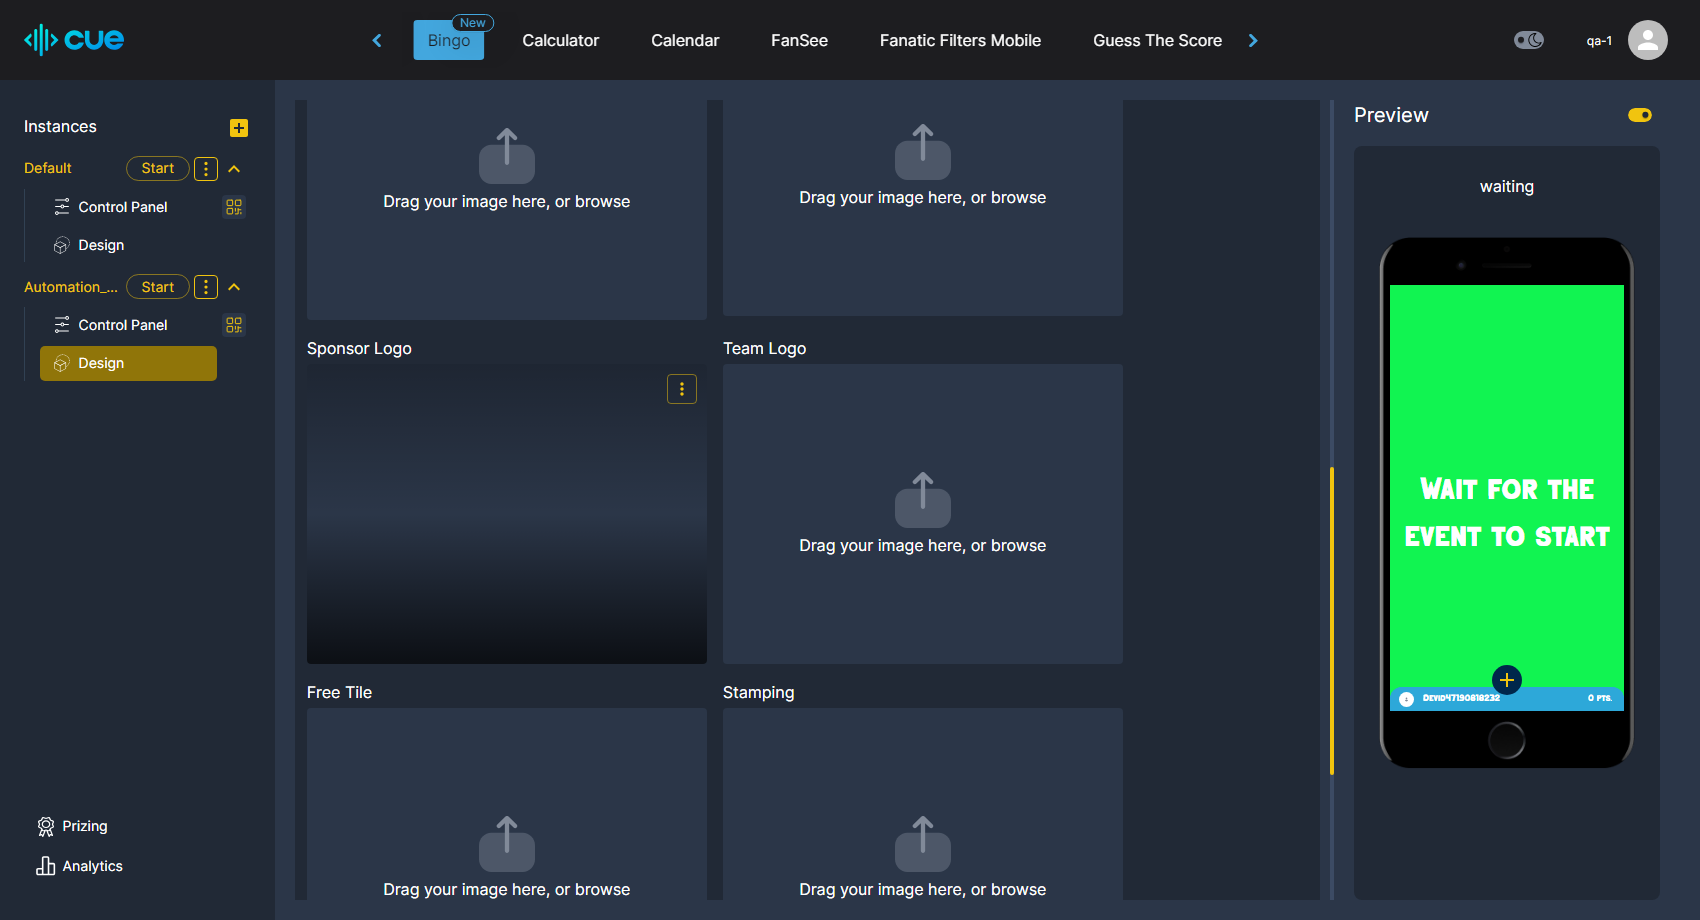 cue
Bingo
New
Calculator
Calendar
FanSee
Fanatic Filters Mobile
Guess The Score
qa-1
Instances
Default
Start
Control Panel
Design
Automation_...
Start
Control Panel
Design
Prizing
Analytics
Drag your image here, or browse
Drag your image here, or browse
Sponsor Logo
Team Logo
Drag your image here, or browse
Free Tile
Stamping
Drag your image here, or browse
Drag your image here, or browse
Preview
waiting
Wait for the
event to start
Devid47190818232
0 pts.